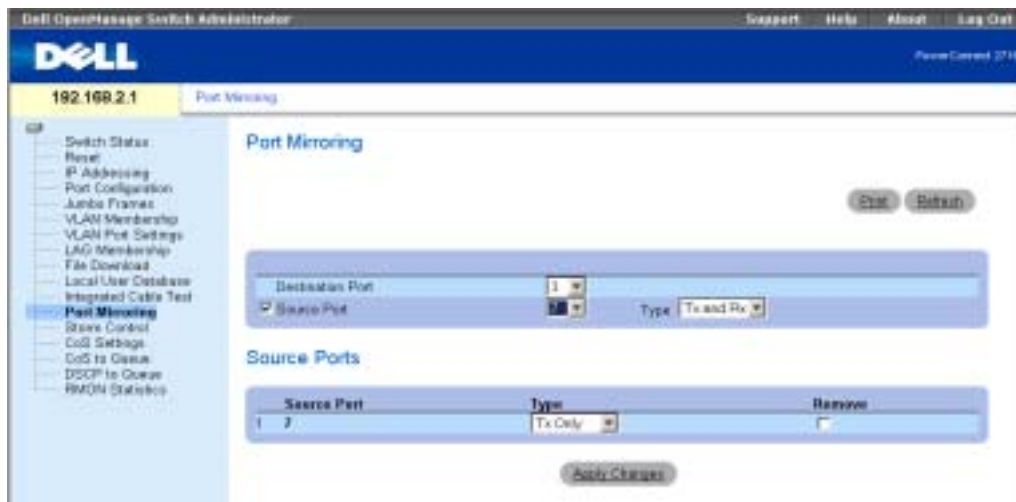 Dell OpenManage Switch Administrator
Support Help About Log Out
DELL
PowerConnect
192.168.2.1
Port Mirroring
Switch Status
Reset
IP Addressing
Port Configuration
Jumbo Frames
VLAN Membership
VLAN Port Settings
LAG Membership
File Download
Local User Database
Integrated Cable Test
Port Mirroring
Storm Control
CoS Settings
CoS to Queue
DSCP to Queue
RMON Statistics
Port Mirroring
Print Refresh
Destination Port
Source Port Type Tx and Rx
Source Ports
Source Port Type Remove
1 Tx Only
Apply Changes